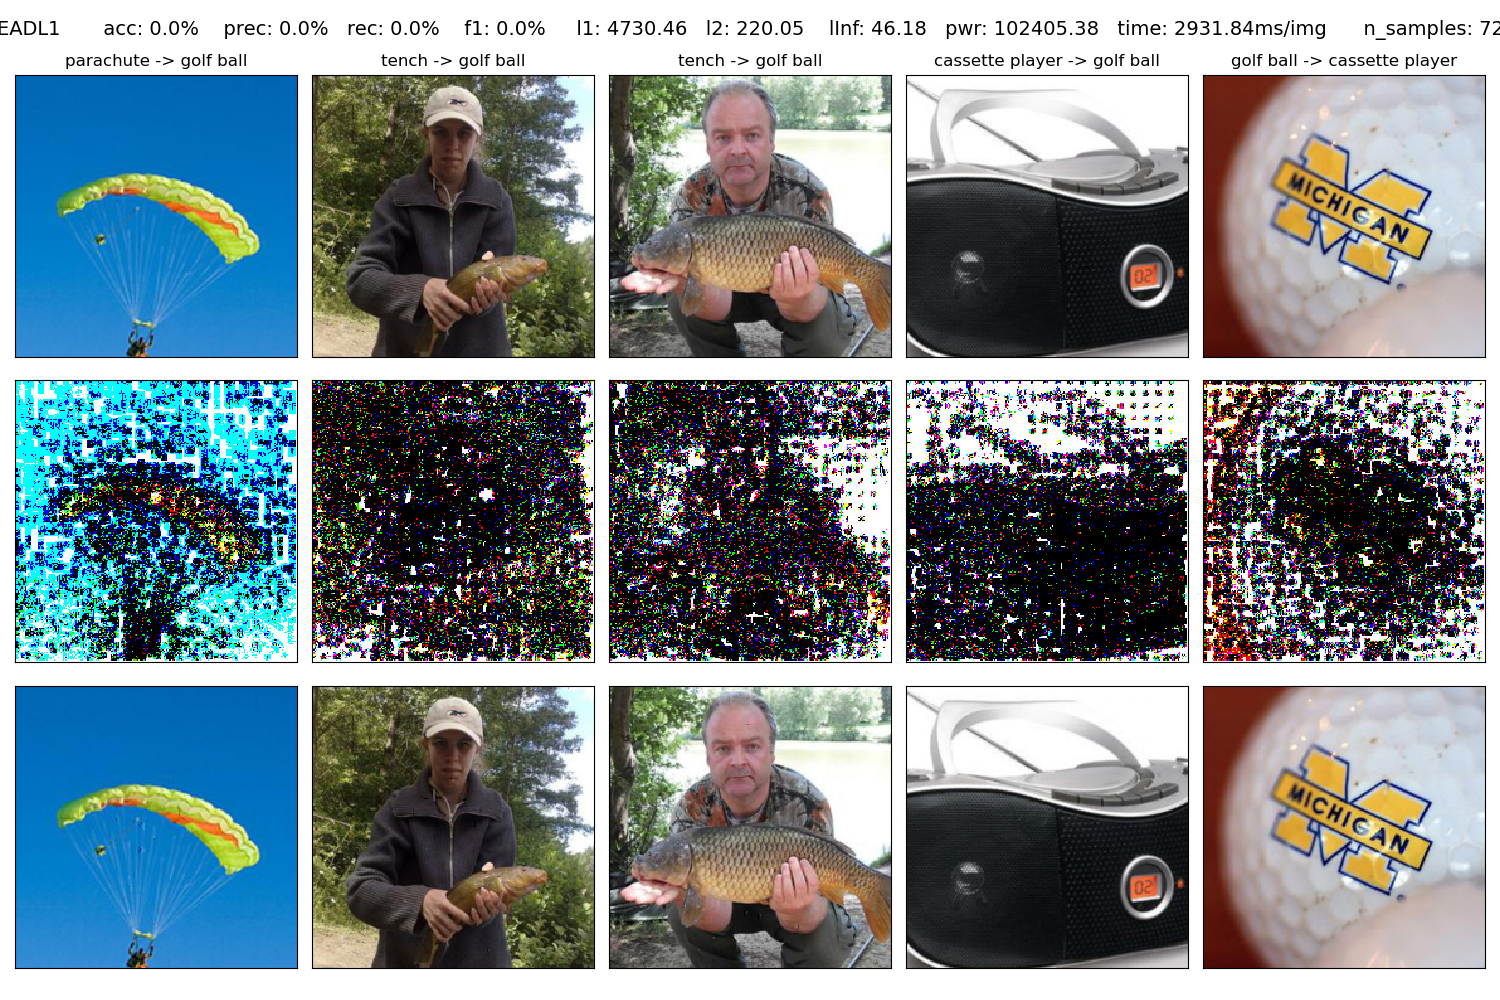 EADL1 acc: 0.0% prec: 0.0% rec: 0.0% f1: 0.0% l1: 4730.46 l2: 220.05 lInf: 46.18 pwr: 102405.38 time: 2931.84ms/img n_samples: 72
parachute -> golf ball tench -> golf ball tench -> golf ball cassette player -> golf ball golf ball -> cassette player
02
MICHIGAN
02
MICHIGAN